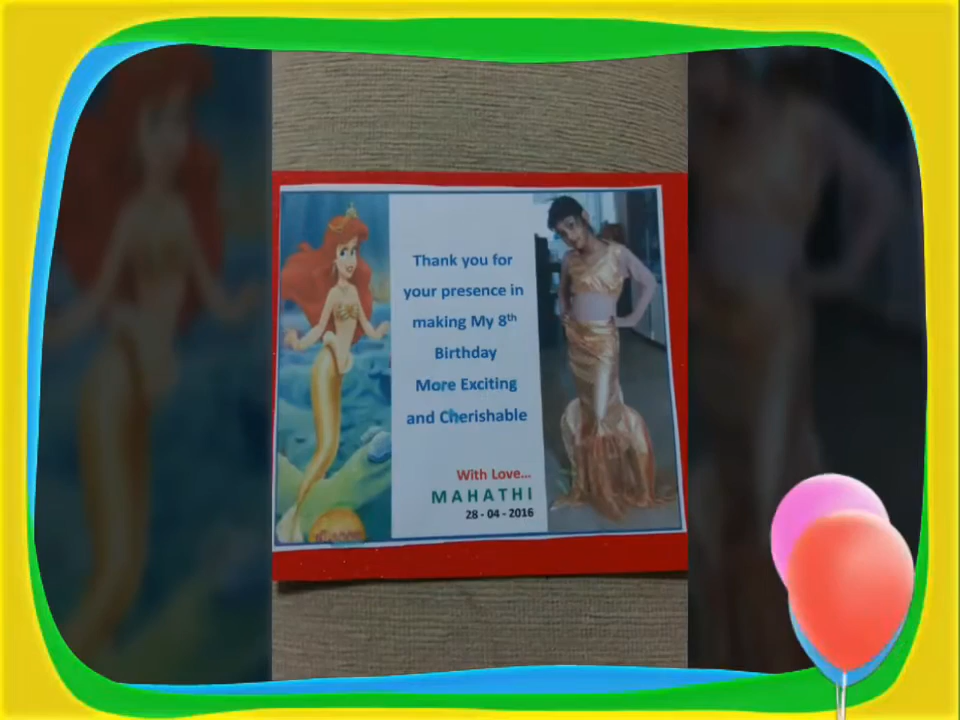 Thank you for
your presence in
making My 8th
Birthday
More Exciting
and Cherishable
With Love...
MAHATHI
28 - 04 - 2016